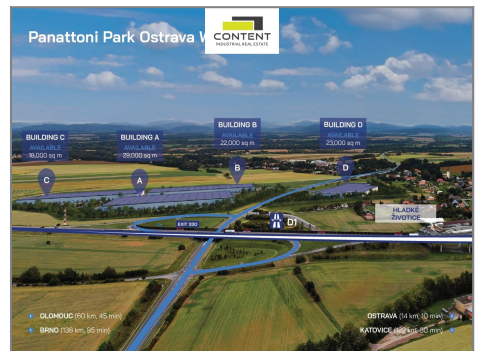 Panattoni Park Ostrava
CONTENT
INDUSTRIAL REAL ESTATE
BUILDING C
AVAILABLE
18,000 sq m
BUILDING A
AVAILABLE
29,000 sq m
BUILDING B
AVAILABLE
22,000 sq m
BUILDING D
AVAILABLE
23,000 sq m
C
A
B
D
EXIT 330
D1
HLADKÉ
ŽIVOTICE
OLOMOUC (60 km, 45 min)
BRNO (138 km, 95 min)
OSTRAVA (14 km, 10 min)
KATOVICE (122 km, 80 min)